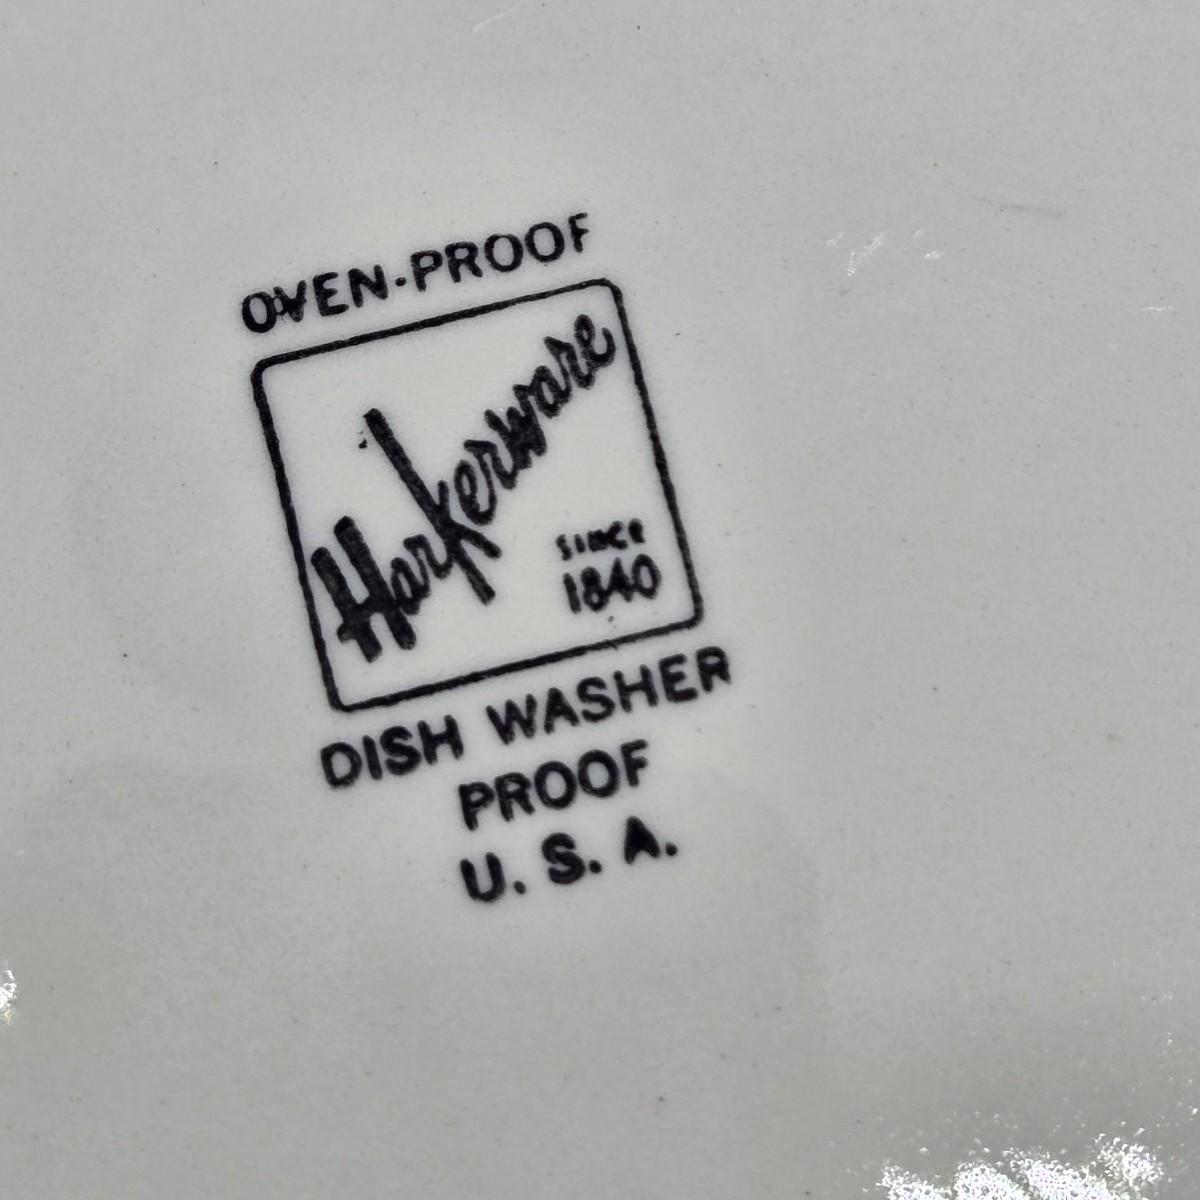 OVEN-PROOF
Harkerware
SINCE
1840
DISH WASHER
PROOF
U. S. A.